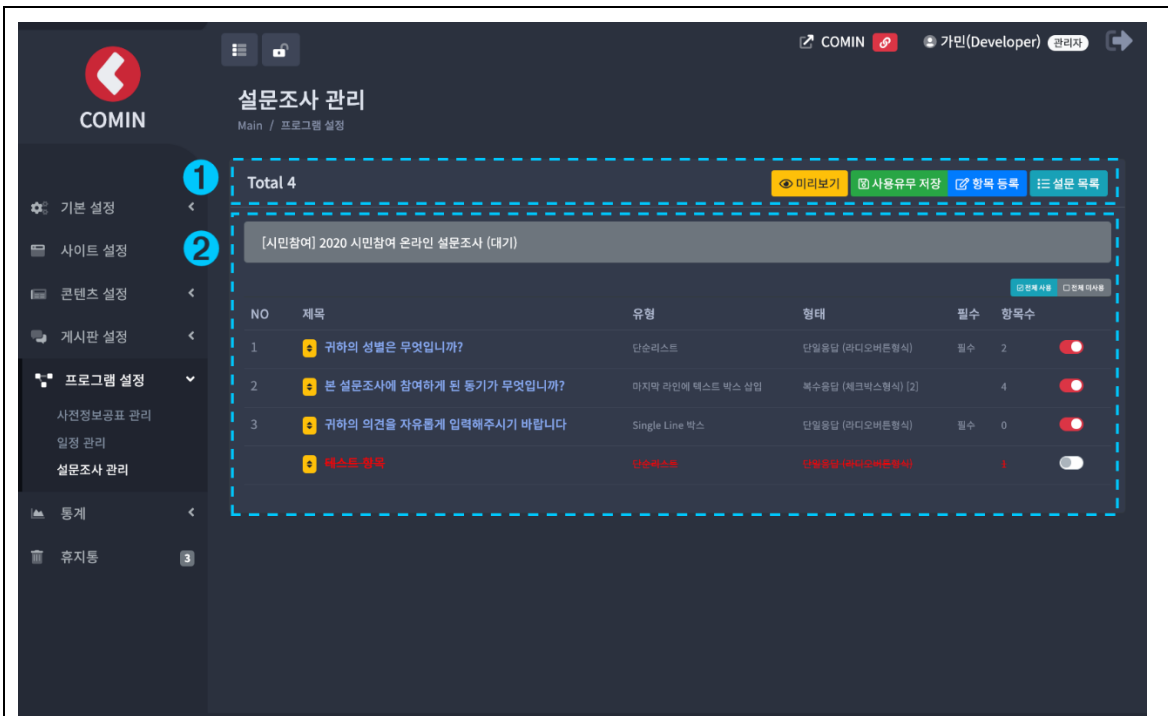 COMIN
가민(Developer) 관리자
COMIN
설문조사 관리
Main / 프로그램 설정
1
Total 4
미리보기 사용유무 저장 항목 등록 설문 목록
기본 설정
사이트 설정
콘텐츠 설정
게시판 설정
프로그램 설정
사전정보공표 관리
일정 관리
설문조사 관리
통계
휴지통 3
2
[시민참여] 2020 시민참여 온라인 설문조사 (대기)
전체 사용 전체 미사용
NO 제목 유형 형태 필수 항목수
1 귀하의 성별은 무엇입니까? 단순리스트 단일응답 (라디오버튼형식) 필수 2
2 본 설문조사에 참여하게 된 동기가 무엇입니까? 마지막 라인에 텍스트 박스 삽입 복수응답 (체크박스형식) [2] 4
3 귀하의 의견을 자유롭게 입력해주시기 바랍니다 Single Line 박스 단일응답 (라디오버튼형식) 필수 0
테스트 항목 단순리스트 단일응답 (라디오버튼형식) 1